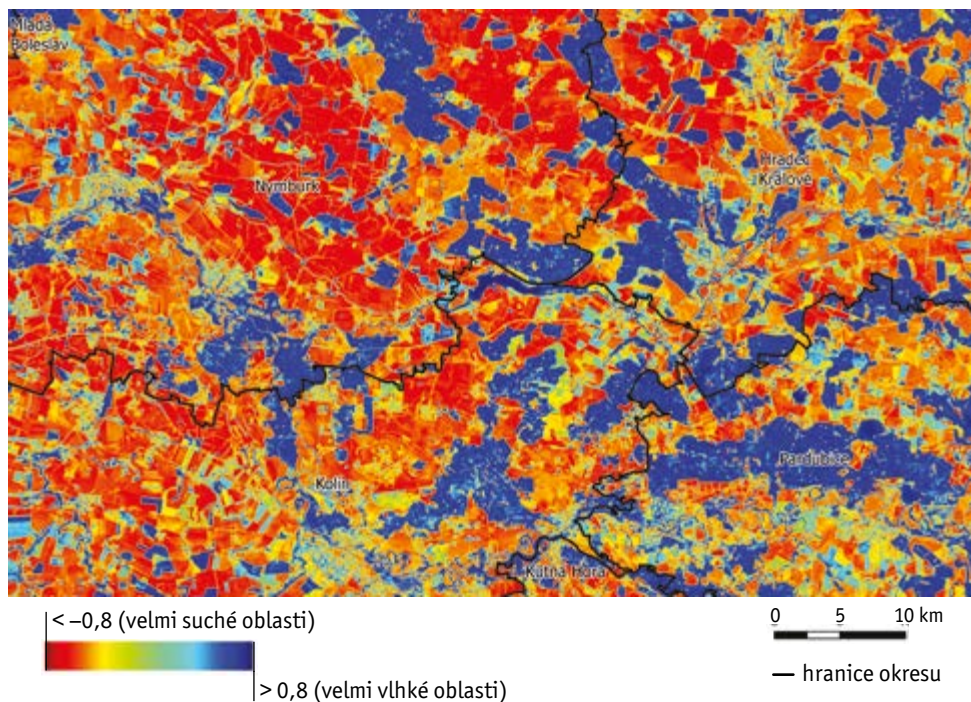 Mladá
Boleslav
Nymburk
Hradec
Králové
Kolín
Pardubice
Kutná Hora
< –0,8 (velmi suché oblasti)
> 0,8 (velmi vlhké oblasti)
0 5 10 km
hranice okresu